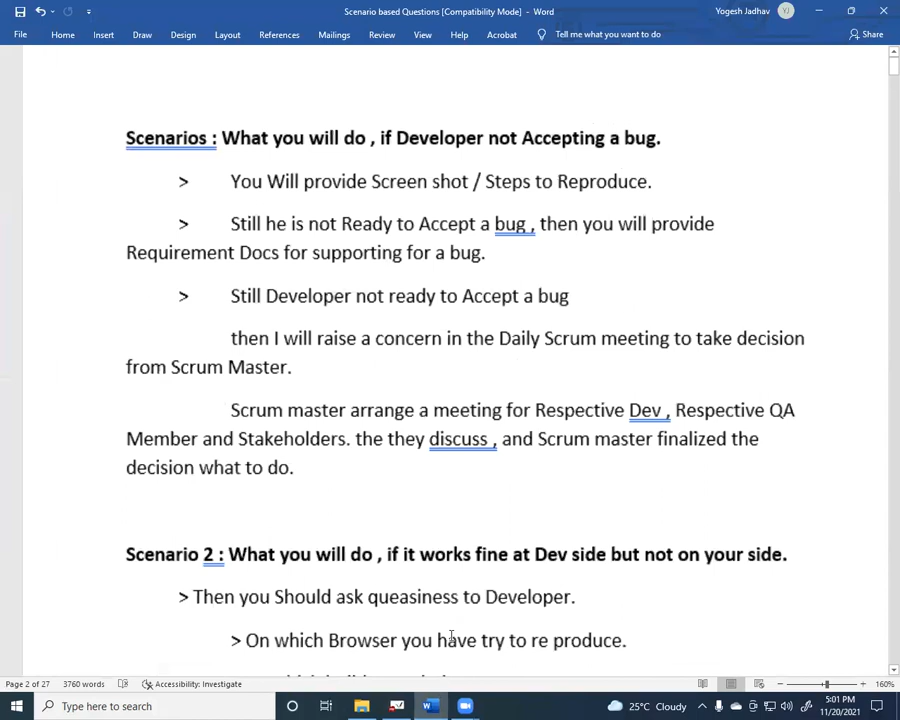 Scenario based Questions [Compatibility Mode] - Word
Yogesh Jadhav
YJ
File Home Insert Draw Design Layout References Mailings Review View Help Acrobat Tell me what you want to do Share
Scenarios : What you will do , if Developer not Accepting a bug.
> You Will provide Screen shot / Steps to Reproduce.
> Still he is not Ready to Accept a bug , then you will provide
Requirement Docs for supporting for a bug.
> Still Developer not ready to Accept a bug
then I will raise a concern in the Daily Scrum meeting to take decision
from Scrum Master.
Scrum master arrange a meeting for Respective Dev , Respective QA
Member and Stakeholders. the they discuss , and Scrum master finalized the
decision what to do.
Scenario 2 : What you will do , if it works fine at Dev side but not on your side.
> Then you Should ask queasiness to Developer.
> On which Browser you have try to re produce.
Page 2 of 27 3760 words Accessibility: Investigate 160%
Type here to search
25°C Cloudy
5:01 PM
11/20/2021